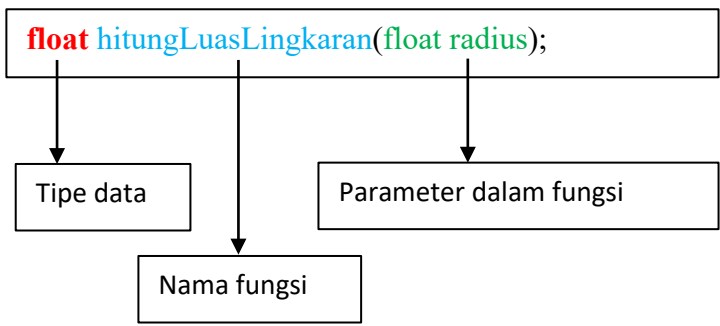 float hitungLuasLingkaran(float radius);
Tipe data
Parameter dalam fungsi
Nama fungsi